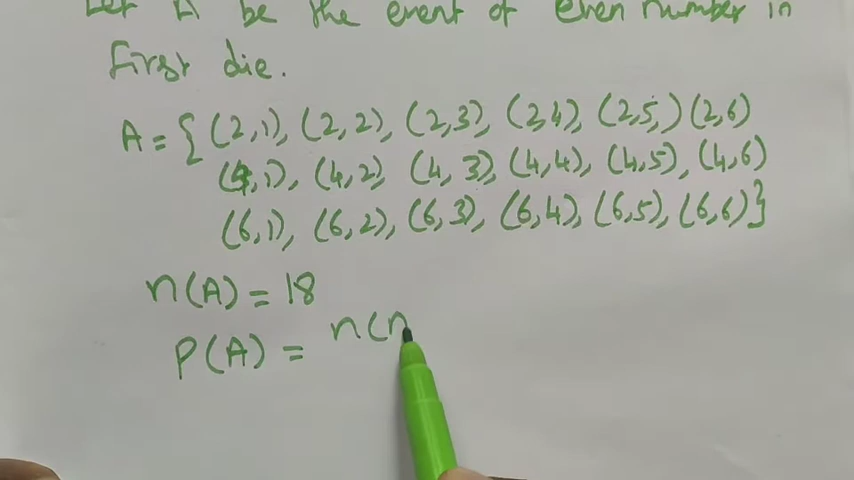 Let A be the event of even number in
first die.
A = { (2,1), (2,2), (2,3), (2,4), (2,5,) (2,6)
(4,1), (4,2), (4,3), (4,4), (4,5), (4,6)
(6,1), (6,2), (6,3), (6,4), (6,5), (6,6) }
n(A) = 18
P(A) = n(n